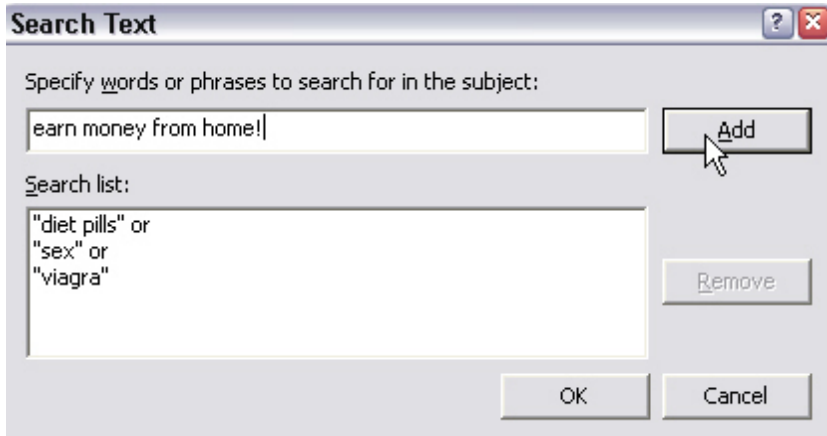 Search Text
Specify words or phrases to search for in the subject:
earn money from home!
Add
Search list:
"diet pills" or
"sex" or
"viagra"
Remove
OK
Cancel